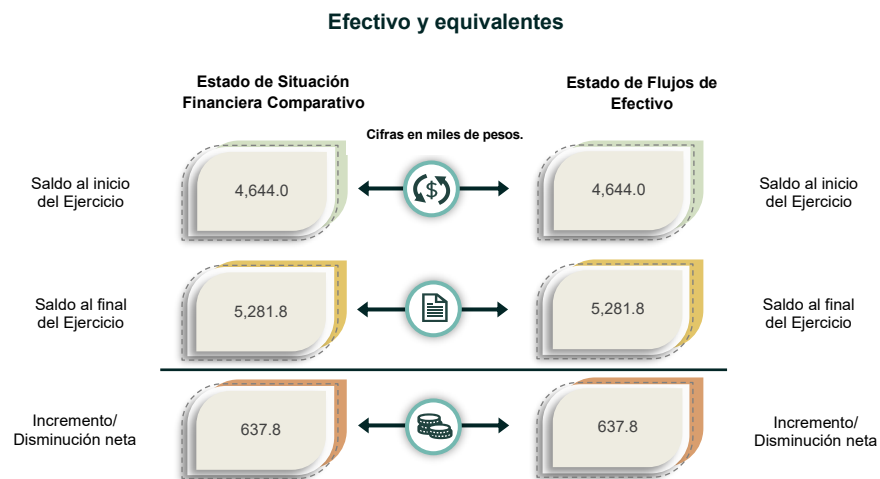 Efectivo y equivalentes
Estado de Situación
Financiera Comparativo
Estado de Flujos de
Efectivo
Cifras en miles de pesos.
Saldo al inicio
del Ejercicio
4,644.0
$
4,644.0
Saldo al inicio
del Ejercicio
Saldo al final
del Ejercicio
5,281.8
5,281.8
Saldo al final
del Ejercicio
Incremento/
Disminución neta
637.8
637.8
Incremento/
Disminución neta